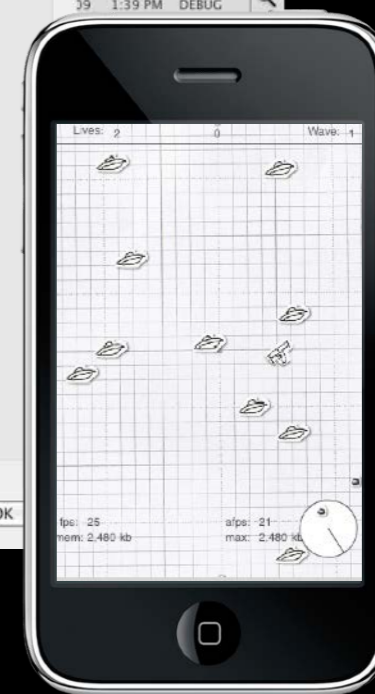 09 1:39 PM DEBUG
Lives: 2 0 Wave: 1
OK
fps: 25 afps: 21
mem: 2,480 kb max: 2,480 kb